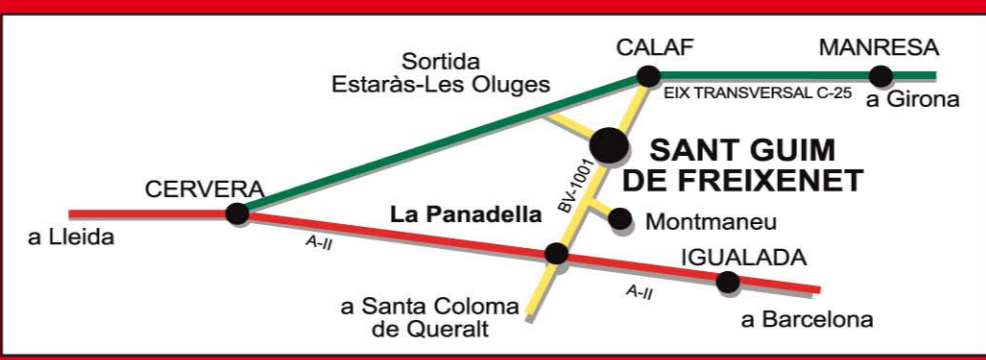 CALAF
MANRESA
Sortida
Estaràs-Les Oluges
EIX TRANSVERSAL C-25
a Girona
SANT GUIM
DE FREIXENET
CERVERA
BV-1001
La Panadella
Montmaneu
a Lleida
A-II
IGUALADA
A-II
a Santa Coloma
de Queralt
a Barcelona